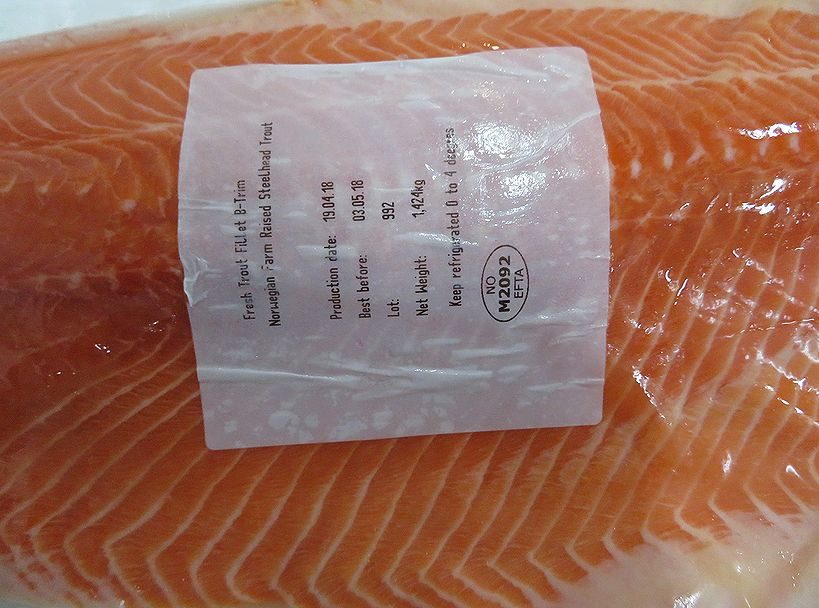 Fresh Trout Fillet B-Trim
Norwegian Farm Raised Steelhead Trout
Production date: 19.04.18
Best before: 03.05.18
Lot: 992
Net Weight: 1,424kg
Keep refrigirated 0 to 4 degrees
NO
M2092
EFTA